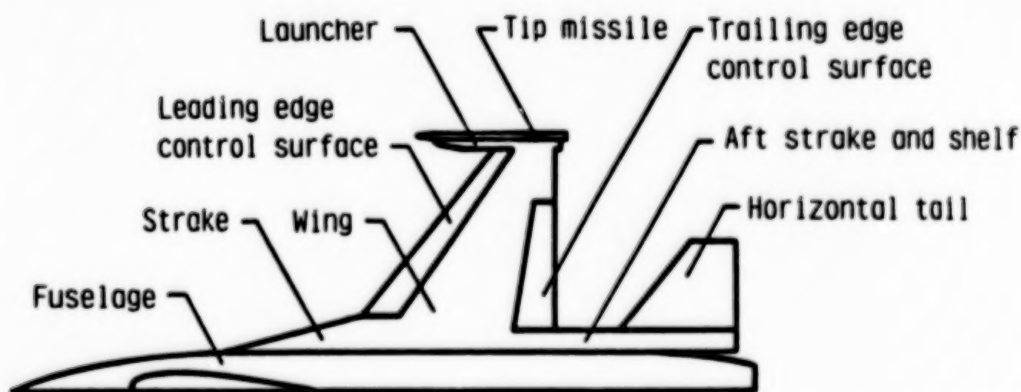 Launcher
Tip missile
Trailing edge
control surface
Leading edge
control surface
Aft strake and shelf
Strake
Wing
Horizontal tail
Fuselage